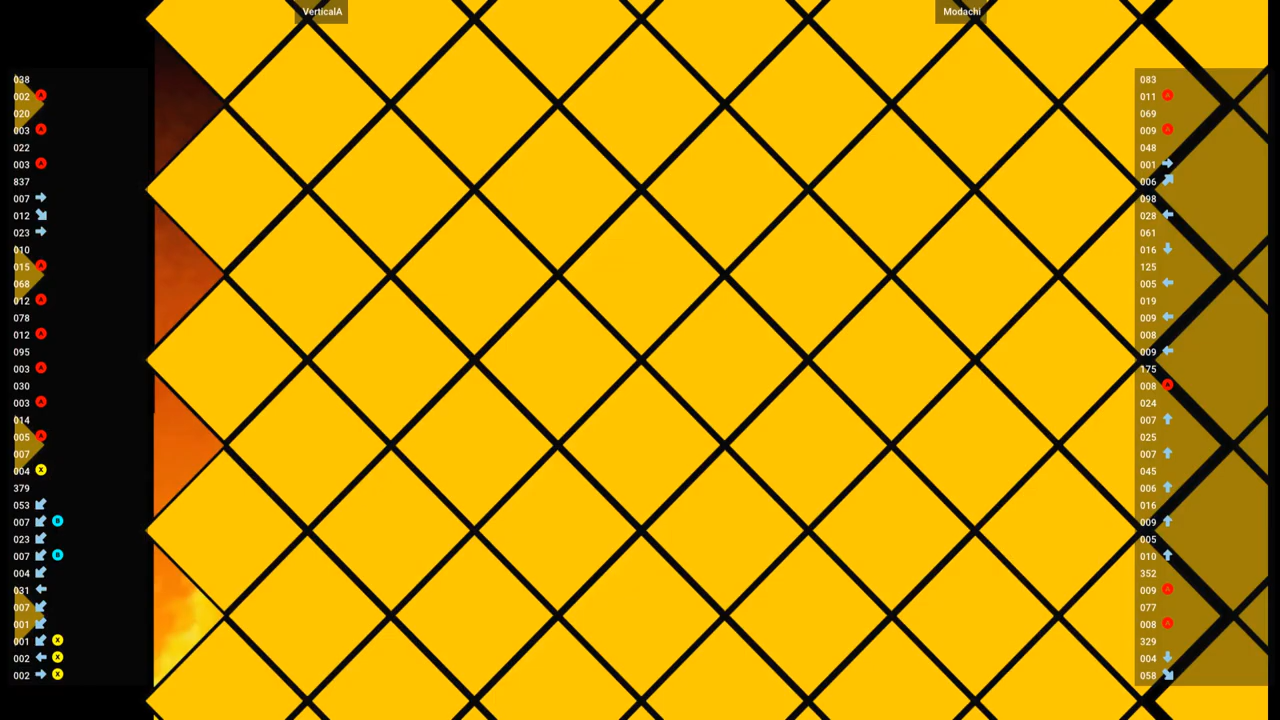 VerticalA
Modachi
038
002 A
020
003 A
022
003 A
837
007
012
023
010
015 A
068
012 A
078
012 A
095
003 A
030
003 A
014
005 A
007
004 X
379
053
007 B
023
007 B
004
031
007
001
001 X
002 X
002 X
083
011 A
069
009 A
048
001
006
098
028
061
016
125
005
019
009
008
009
175
008 A
024
007
025
007
045
006
016
009
005
010
352
009 A
077
008 A
329
004
058